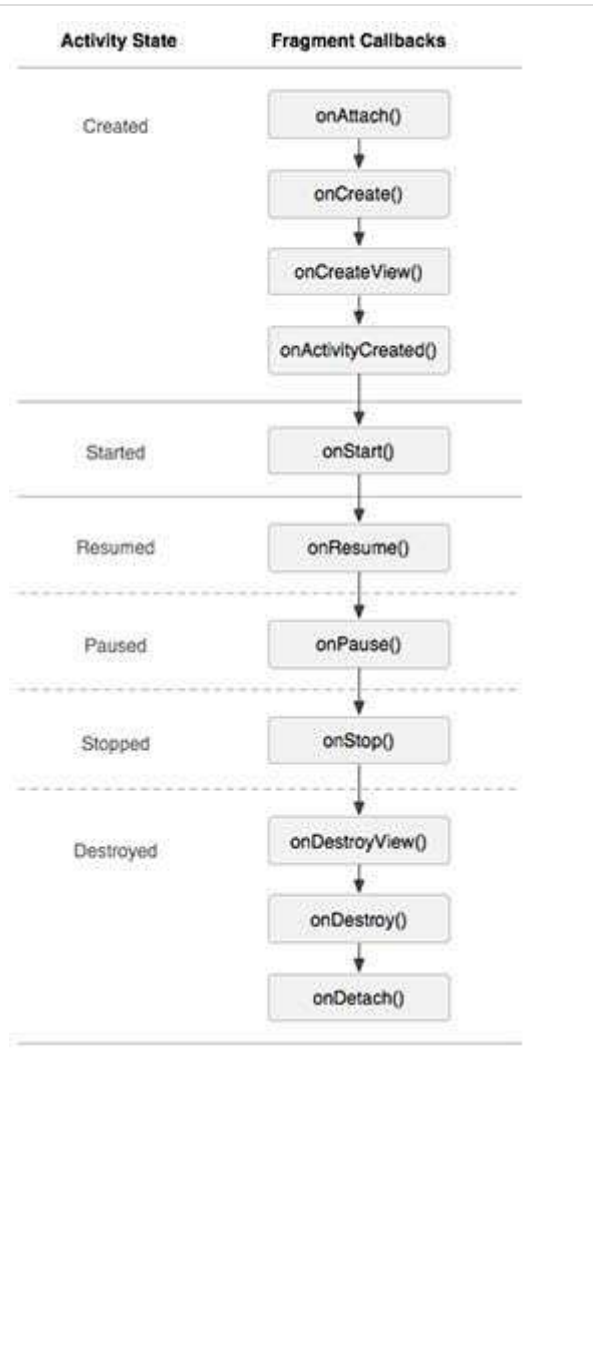 Activity State Fragment Callbacks
Created onAttach()
onCreate()
onCreateView()
onActivityCreated()
Started onStart()
Resumed onResume()
Paused onPause()
Stopped onStop()
Destroyed onDestroyView()
onDestroy()
onDetach()